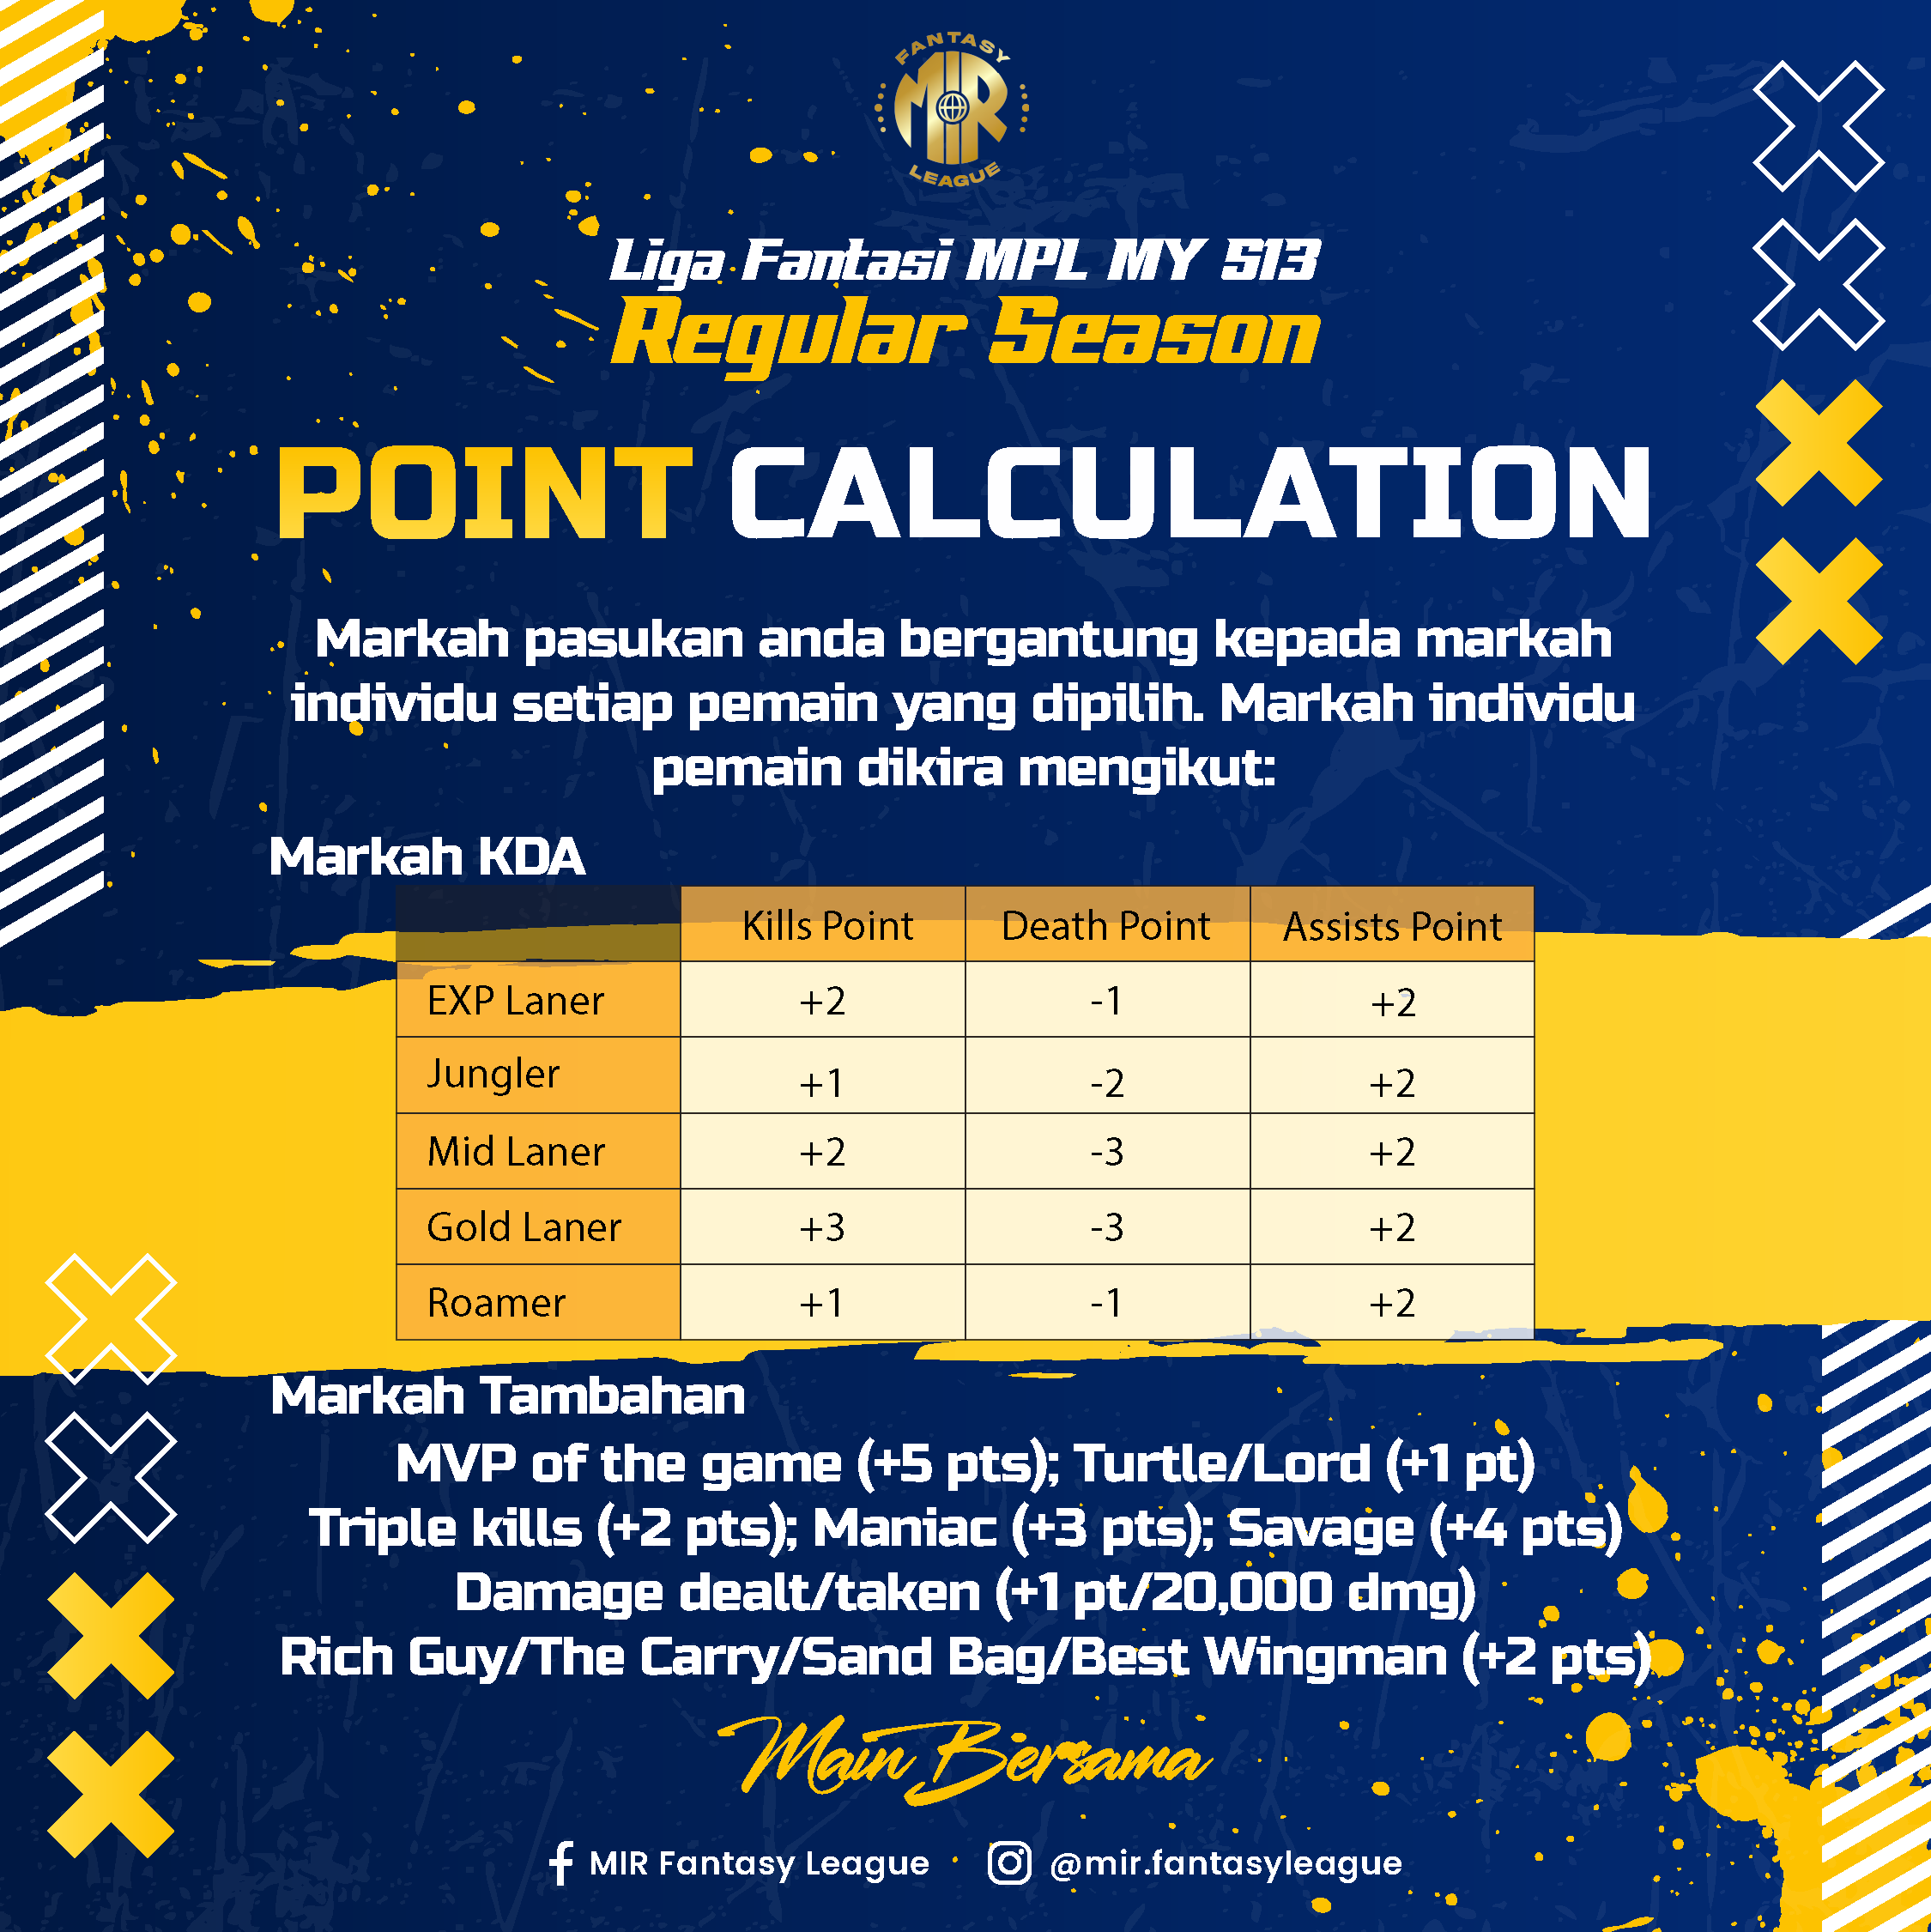 FANTASY
MIR
LEAGUE
Liga Fantasi MPL MY S13
Regular Season
POINT CALCULATION
Markah pasukan anda bergantung kepada markah
individu setiap pemain yang dipilih. Markah individu
pemain dikira mengikut:
Markah KDA
Kills Point Death Point Assists Point
EXP Laner +2 -1 +2
Jungler +1 -2 +2
Mid Laner +2 -3 +2
Gold Laner +3 -3 +2
Roamer +1 -1 +2
Markah Tambahan
MVP of the game (+5 pts); Turtle/Lord (+1 pt)
Triple kills (+2 pts); Maniac (+3 pts); Savage (+4 pts)
Damage dealt/taken (+1 pt/20,000 dmg)
Rich Guy/The Carry/Sand Bag/Best Wingman (+2 pts)
Main Bersama
MIR Fantasy League @mir.fantasyleague